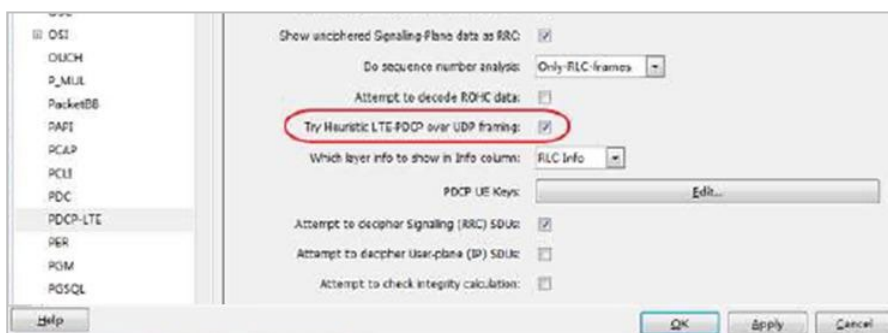 OSI
OUCH
P_MUL
PacketBB
PAPI
PCAP
PCLI
PDC
PDCP-LTE
PER
PGM
PGSQL
Show unciphered Signaling-Plane data as RRC:
Do sequence number analysis: Only-RLC-frames
Attempt to decode ROHC data:
Try Heuristic LTE-PDCP over UDP framing:
Which layer info to show in Info column: RLC Info
PDCP UE Keys: Edit...
Attempt to decipher Signaling (RRC) SDUs:
Attempt to decipher User-plane (IP) SDUs:
Attempt to check integrity calculation:
Help
OK
Apply
Cancel